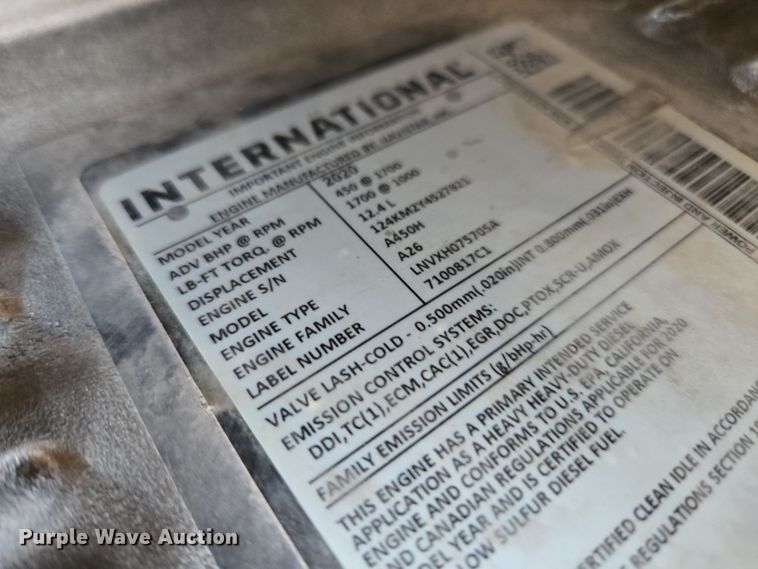 INTERNATIONAL
IMPORTANT ENGINE INFORMATION
ENGINE MANUFACTURED BY: NAVISTAR, INC.
MODEL YEAR 2020
ADV BHP @ RPM 450 @ 1700
LB-FT TORQ. @ RPM 1700 @ 1000
DISPLACEMENT 12.4 L
ENGINE S/N 124KM2Y4527821
MODEL A450H
ENGINE TYPE A26
ENGINE FAMILY LNVXH07570SA
LABEL NUMBER 7100817C1
VALVE LASH-COLD - 0.500mm(.020in)INT 0.800mm(.031in)EXH
EMISSION CONTROL SYSTEMS:
DDI,TC(1),ECM,CAC(1),EGR,DOC,PTOX,SCR-U,AMOX
FAMILY EMISSION LIMITS (g/bHp-hr)
THIS ENGINE HAS A PRIMARY INTENDED SERVICE
APPLICATION AS A HEAVY HEAVY-DUTY DIESEL
ENGINE AND CONFORMS TO U.S. EPA, CALIFORNIA,
AND CANADIAN REGULATIONS APPLICABLE FOR 2020
MODEL YEAR AND IS CERTIFIED TO OPERATE ON
LOW SULFUR DIESEL FUEL.
CERTIFIED CLEAN IDLE IN ACCORDANC
REGULATIONS SECTION
POWER AND
Purple Wave Auction